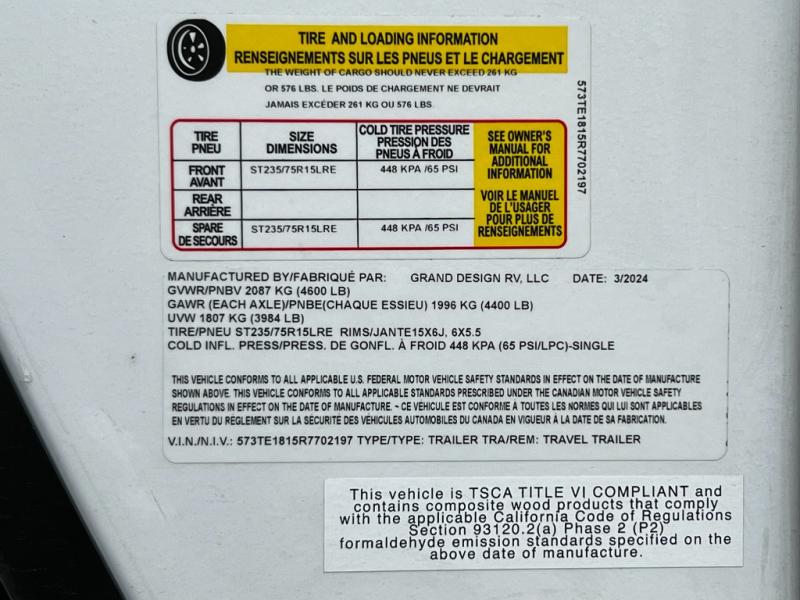 TIRE AND LOADING INFORMATION
RENSEIGNEMENTS SUR LES PNEUS ET LE CHARGEMENT
THE WEIGHT OF CARGO SHOULD NEVER EXCEED 261 KG
OR 576 LBS. LE POIDS DE CHARGEMENT NE DEVRAIT
JAMAIS EXCÉDER 261 KG OU 576 LBS
573TE1815R7702197
TIRE
PNEU
SIZE
DIMENSIONS
COLD TIRE PRESSURE
PRESSION DES
PNEUS À FROID
SEE OWNER'S
MANUAL FOR
ADDITIONAL
INFORMATION
VOIR LE MANUEL
DE L'USAGER
POUR PLUS DE
RENSEIGNEMENTS
FRONT
AVANT
ST235/75R15LRE
448 KPA /65 PSI
REAR
ARRIÈRE
SPARE
DE SECOURS
ST235/75R15LRE
448 KPA /65 PSI
MANUFACTURED BY/FABRIQUÉ PAR: GRAND DESIGN RV, LLC DATE: 3/2024
GVWR/PNBV 2087 KG (4600 LB)
GAWR (EACH AXLE)/PNBE(CHAQUE ESSIEU) 1996 KG (4400 LB)
UVW 1807 KG (3984 LB)
TIRE/PNEU ST235/75R15LRE RIMS/JANTE15X6J, 6X5.5
COLD INFL. PRESS/PRESS. DE GONFL. À FROID 448 KPA (65 PSI/LPC)-SINGLE
THIS VEHICLE CONFORMS TO ALL APPLICABLE U.S. FEDERAL MOTOR VEHICLE SAFETY STANDARDS IN EFFECT ON THE DATE OF MANUFACTURE
SHOWN ABOVE. THIS VEHICLE CONFORMS TO ALL APPLICABLE STANDARDS PRESCRIBED UNDER THE CANADIAN MOTOR VEHICLE SAFETY
REGULATIONS IN EFFECT ON THE DATE OF MANUFACTURE. ~ CE VÉHICULE EST CONFORME À TOUTES LES NORMES QUI LUI SONT APPLICABLES
EN VERTU DU RÈGLEMENT SUR LA SÉCURITÉ DES VÉHICULES AUTOMOBILES DU CANADA EN VIGUEUR À LA DATE DE SA FABRICATION.
V.I.N./N.I.V.: 573TE1815R7702197 TYPE/TYPE: TRAILER TRA/REM: TRAVEL TRAILER
This vehicle is TSCA TITLE VI COMPLIANT and
contains composite wood products that comply
with the applicable California Code of Regulations
Section 93120.2(a) Phase 2 (P2)
formaldehyde emission standards specified on the
above date of manufacture.